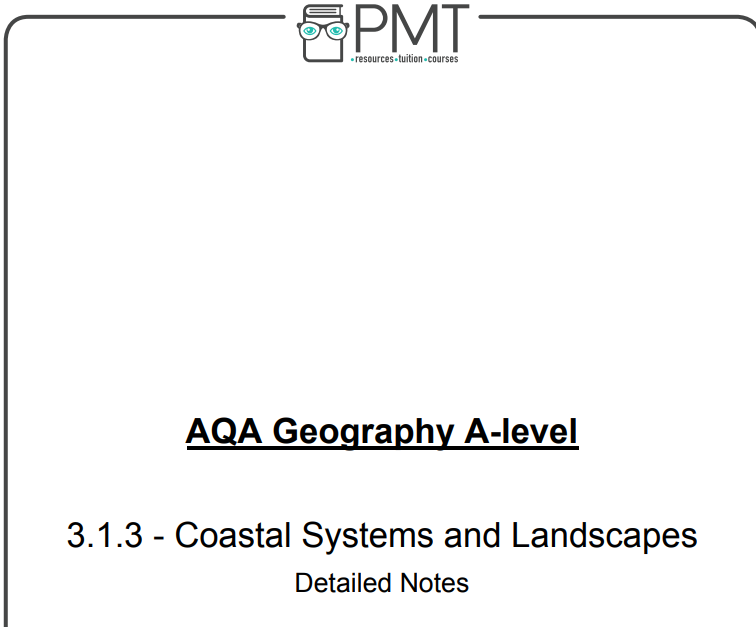 PMT
•resources•tuition•courses
AQA Geography A-level
3.1.3 - Coastal Systems and Landscapes
Detailed Notes